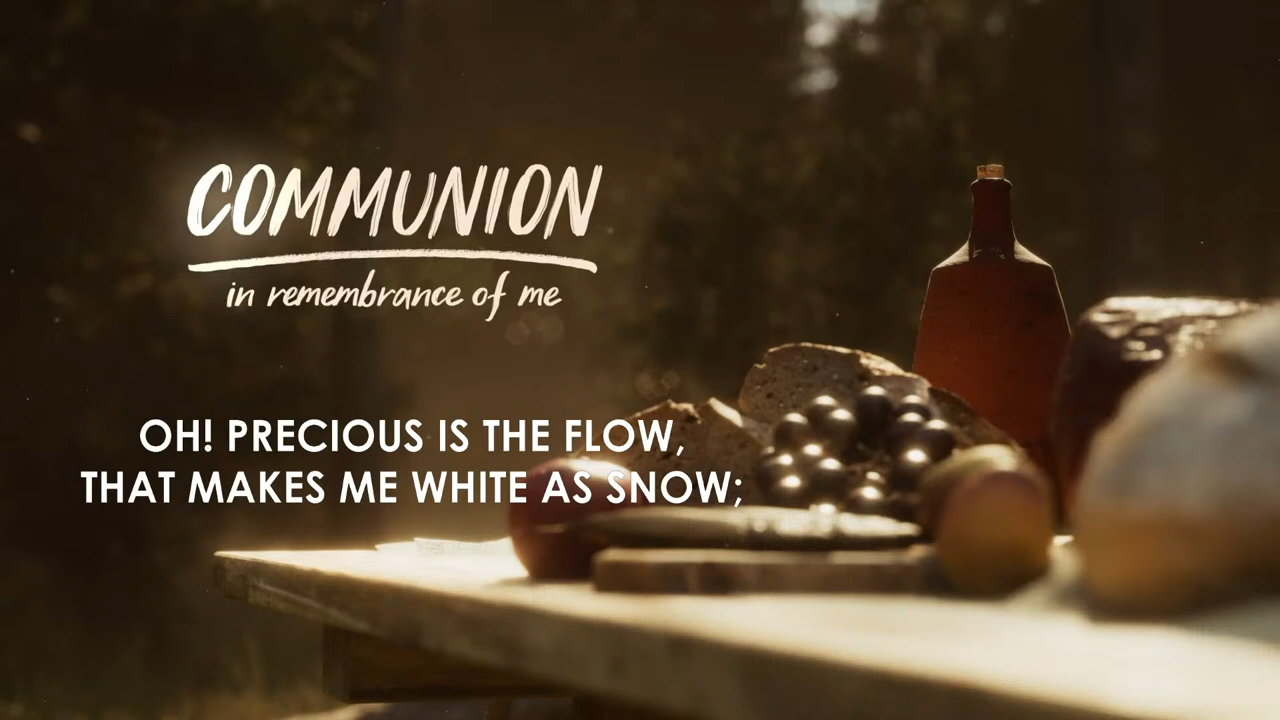 COMMUNION
in remembrance of me
OH! PRECIOUS IS THE FLOW,
THAT MAKES ME WHITE AS SNOW;